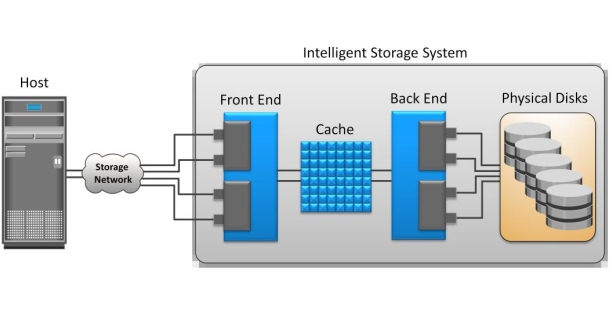 Intelligent Storage System
Host
Front End
Cache
Back End
Physical Disks
Storage
Network